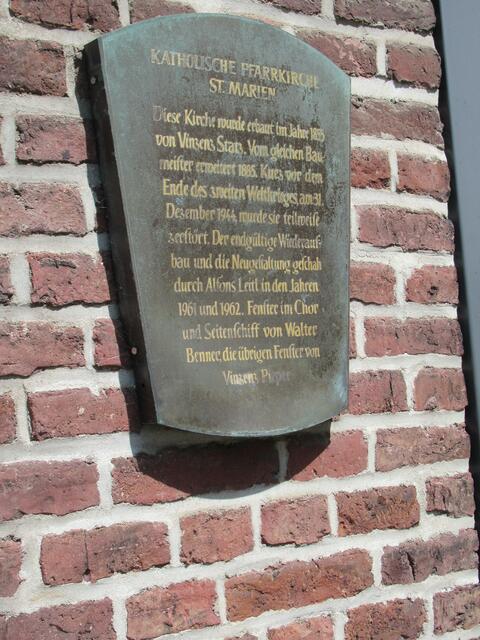 KATHOLISCHE PFARRKIRCHE
ST. MARIEN
Diese Kirche wurde erbaut im Jahre 1855
von Vinzens Statz. Vom gleichen Bau-
meister erweitert 1885. Kurz vor dem
Ende des zweiten Weltkrieges, am 31.
Dezember 1944, wurde sie teilweise
zerstört. Der endgültige Wiederauf-
bau und die Neugestaltung geschah
durch Alfons Leitl in den Jahren
1961 und 1962. Fenster im Chor
und Seitenschiff von Walter
Benner, die übrigen Fenster von
Vinzenz Pieper